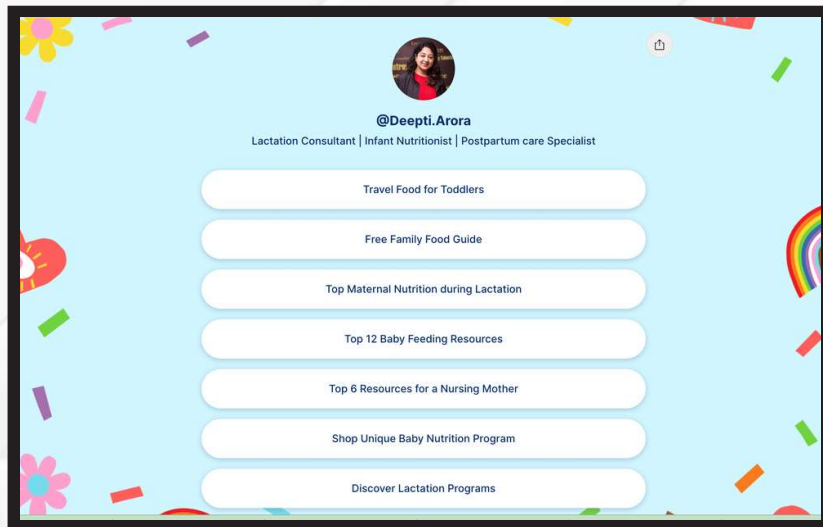 @Deepti.Arora
Lactation Consultant | Infant Nutritionist | Postpartum care Specialist
Travel Food for Toddlers
Free Family Food Guide
Top Maternal Nutrition during Lactation
Top 12 Baby Feeding Resources
Top 6 Resources for a Nursing Mother
Shop Unique Baby Nutrition Program
Discover Lactation Programs